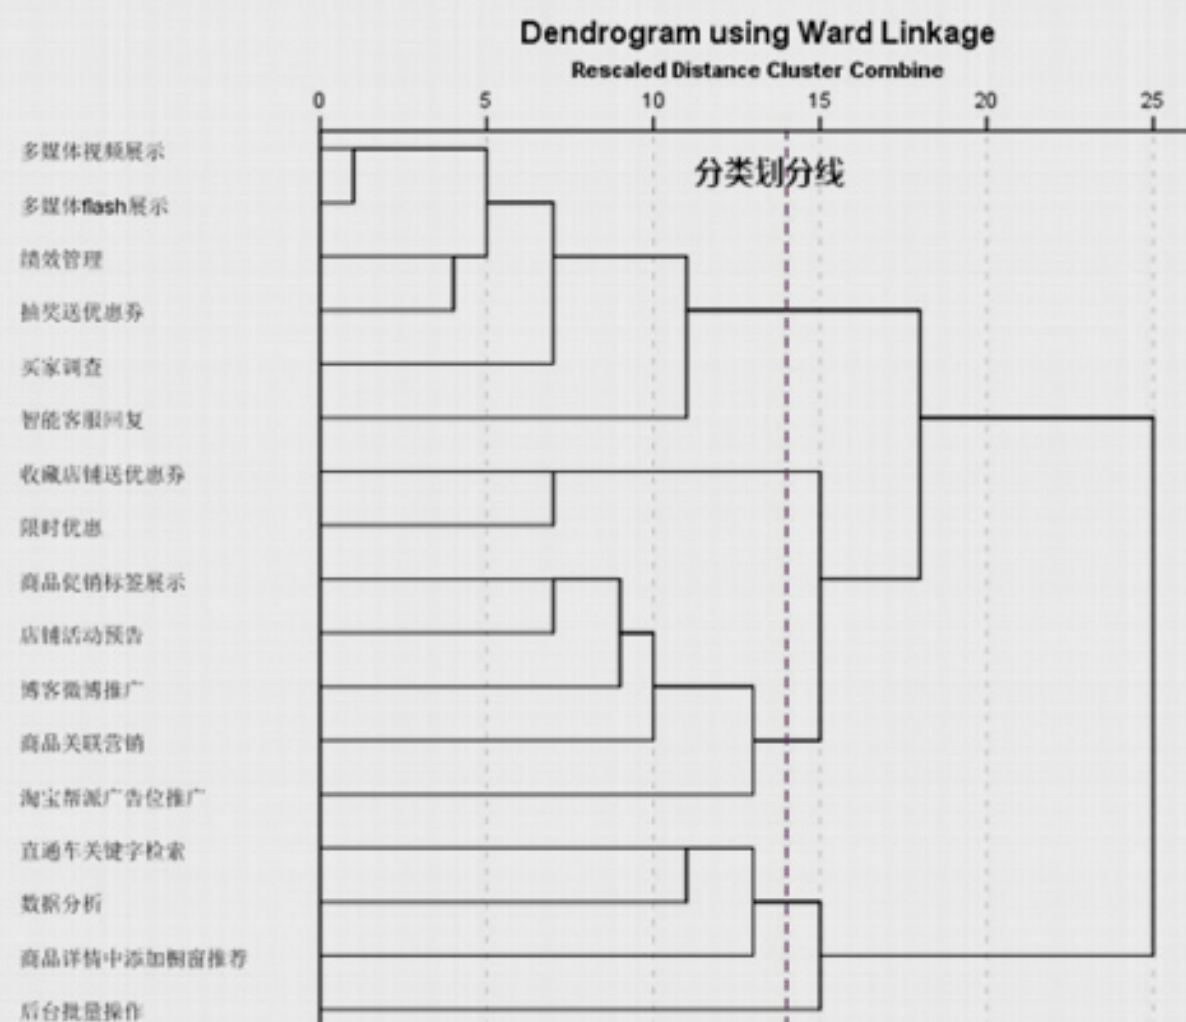 Dendrogram using Ward Linkage
Rescaled Distance Cluster Combine
0 5 10 15 20 25
分类划分线
多媒体视频展示
多媒体flash展示
绩效管理
抽奖送优惠券
买家调查
智能客服回复
收藏店铺送优惠券
限时优惠
商品促销标签展示
店铺活动预告
博客微博推广
商品关联营销
淘宝帮派广告位推广
直通车关键字检索
数据分析
商品详情中添加橱窗推荐
后台批量操作